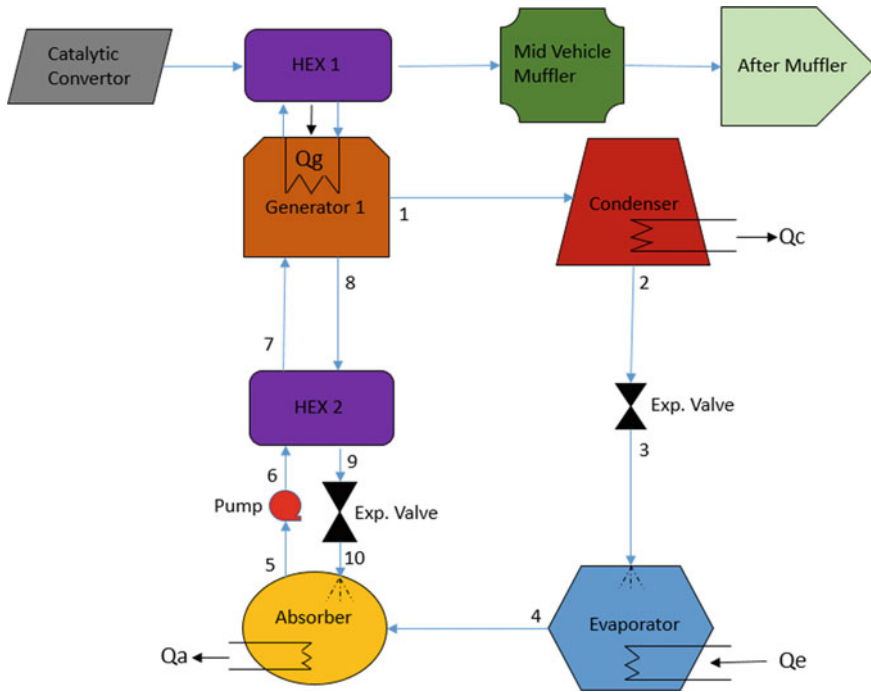 Catalytic
Convertor
HEX 1
Mid Vehicle
Muffler
After Muffler
Qg
Generator 1
1
Condenser
Qc
2
8
7
HEX 2
Exp. Valve
3
6
9
Pump
Exp. Valve
5
10
Absorber
4
Evaporator
Qa
Qe